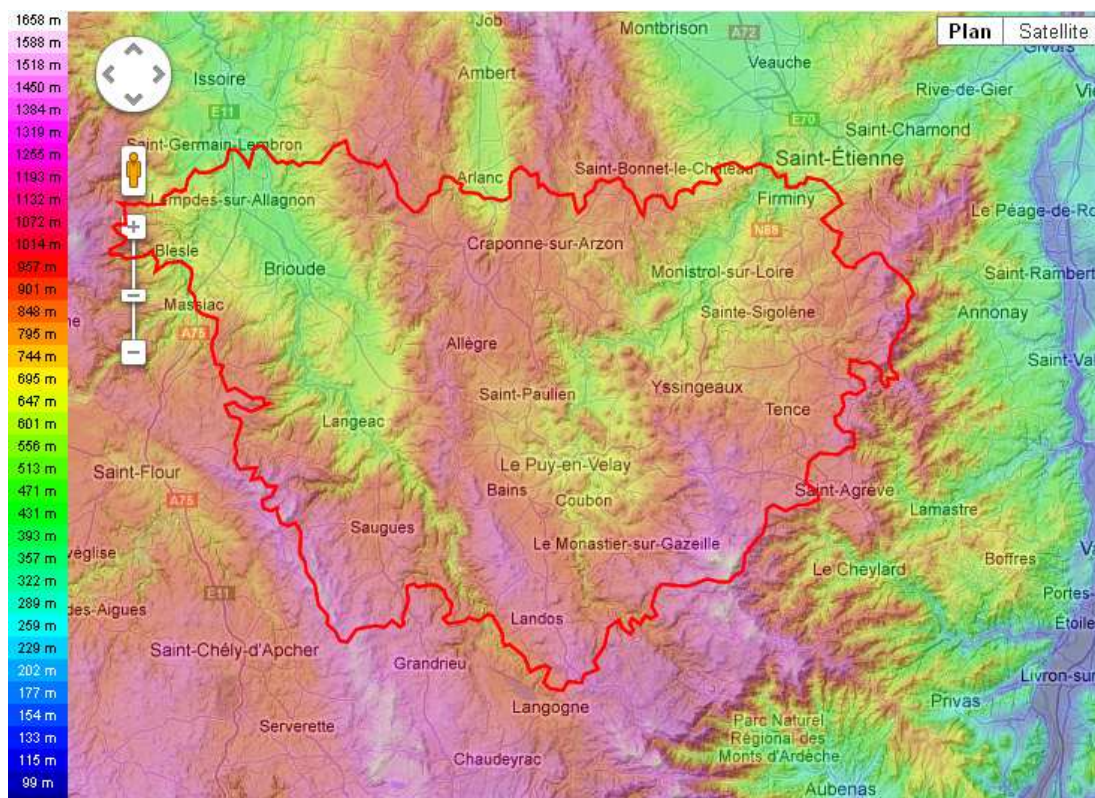 1658 m
1588 m
1518 m
1450 m
1384 m
1319 m
1255 m
1193 m
1132 m
1072 m
1014 m
957 m
901 m
848 m
795 m
744 m
695 m
647 m
601 m
556 m
513 m
471 m
431 m
393 m
357 m
322 m
289 m
259 m
229 m
202 m
177 m
154 m
133 m
115 m
99 m
Plan
Satellite
Job
Montbrison
A72
Givors
Veauche
Ambert
Issoire
Rive-de-Gier
E11
E70
Saint-Chamond
Saint-Germain-Lembron
Saint-Étienne
Saint-Bonnet-le-Château
Arlanc
Firminy
Lempdes-sur-Allagnon
Le Péage-de-Ro
N88
Craponne-sur-Arzon
Blesle
Brioude
Monistrol-sur-Loire
Saint-Rambert
Massiac
Sainte-Sigolène
Annonay
A75
Allègre
Saint-Val
Yssingeaux
Saint-Paulien
Tence
Langeac
Saint-Flour
Le Puy-en-Velay
Bains
Saint-Agrève
A75
Coubon
Lamastre
Saugues
Le Monastier-sur-Gazeille
église
Boffres
Le Cheylard
E11
Portes-
des-Aigues
Landos
Étoile
Saint-Chély-d'Apcher
Grandrieu
Livron-sur
Privas
Langogne
Serverette
Parc Naturel
Régional des
Monts d'Ardèche
Chaudeyrac
Aubenas